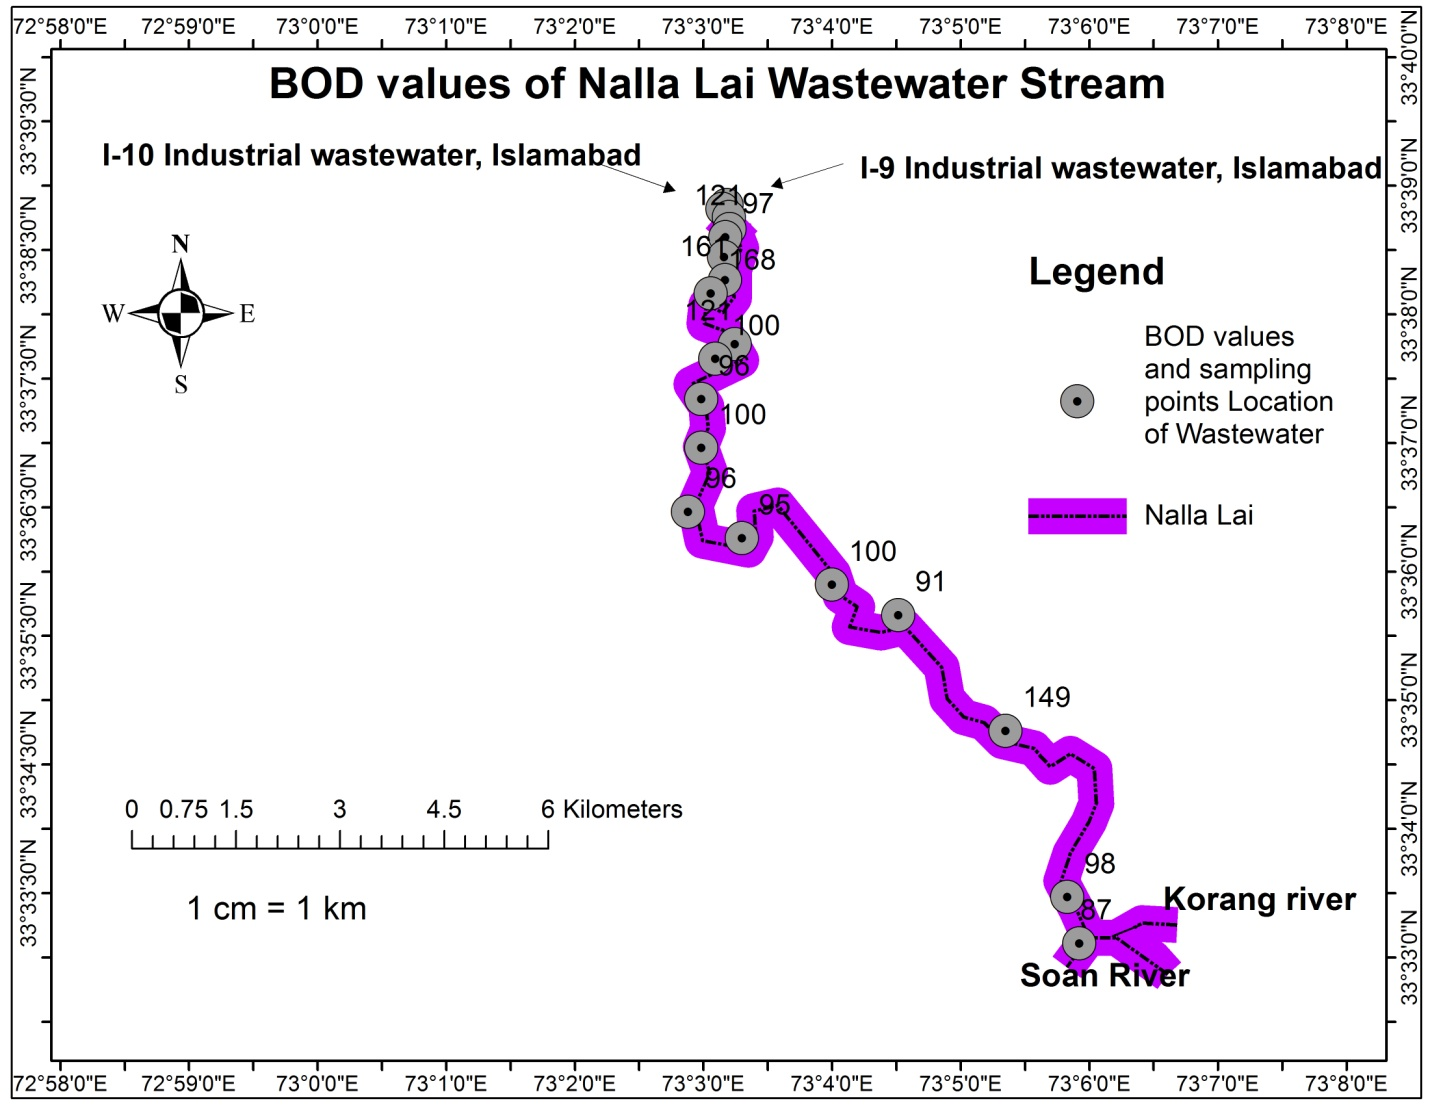 72°58'0"E 72°59'0"E 73°0'0"E 73°1'0"E 73°2'0"E 73°3'0"E 73°4'0"E 73°5'0"E 73°6'0"E 73°7'0"E 73°8'0"E
BOD values of Nalla Lai Wastewater Stream
I-10 Industrial wastewater, Islamabad
I-9 Industrial wastewater, Islamabad
121
97
161
168
121
100
96
100
96
95
100
91
149
98
87
N
W E
S
Legend
BOD values
and sampling
points Location
of Wastewater
Nalla Lai
0 0.75 1.5 3 4.5 6 Kilometers
1 cm = 1 km
Korang river
Soan River
33°39'30"N
33°38'30"N
33°37'30"N
33°36'30"N
33°35'30"N
33°34'30"N
33°33'30"N
33°40'0"N
33°39'0"N
33°38'0"N
33°37'0"N
33°36'0"N
33°35'0"N
33°34'0"N
33°33'0"N
72°58'0"E 72°59'0"E 73°0'0"E 73°1'0"E 73°2'0"E 73°3'0"E 73°4'0"E 73°5'0"E 73°6'0"E 73°7'0"E 73°8'0"E